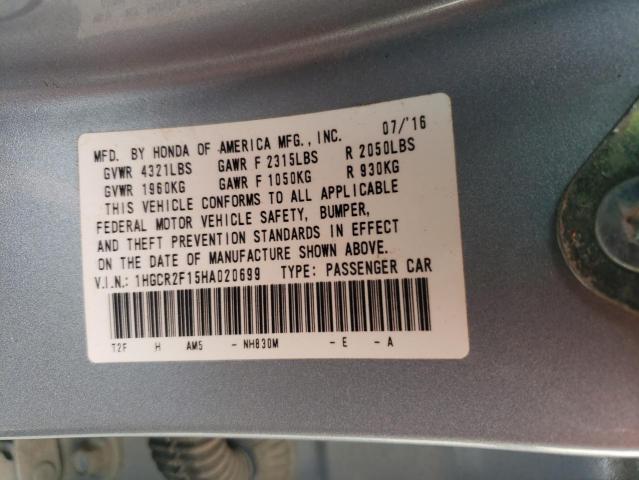 MFD. BY HONDA OF AMERICA MFG., INC. 07/'16
GVWR 4321LBS GAWR F 2315LBS R 2050LBS
GVWR 1960KG GAWR F 1050KG R 930KG
THIS VEHICLE CONFORMS TO ALL APPLICABLE
FEDERAL MOTOR VEHICLE SAFETY, BUMPER,
AND THEFT PREVENTION STANDARDS IN EFFECT
ON THE DATE OF MANUFACTURE SHOWN ABOVE.
V.I.N.: 1HGCR2F15HA020699 TYPE: PASSENGER CAR
T2F H AM5 - NH830M - E - A